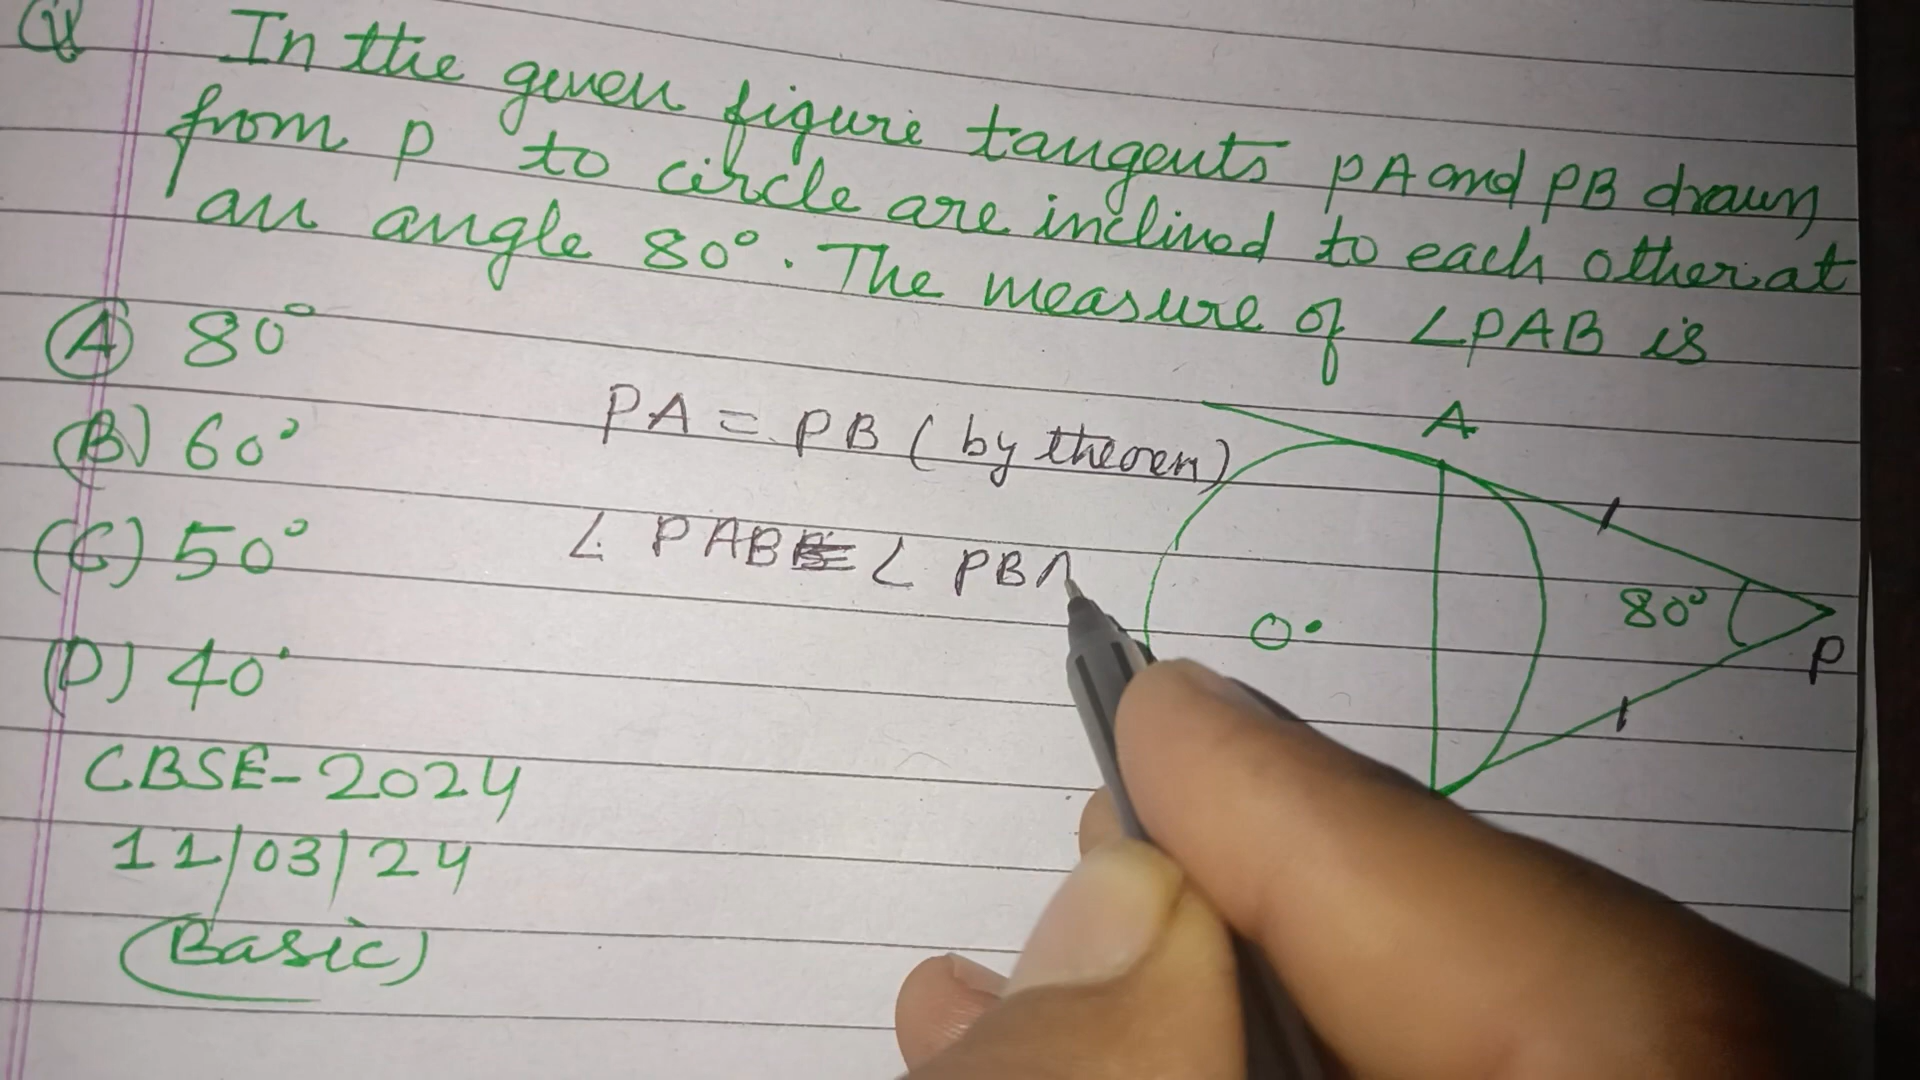 Q
In the given figure tangents PA and PB drawn
from P to circle are inclined to each other at
an angle 80°. The measure of ∠PAB is
(A) 80°
(B) 60°
(C) 50°
(D) 40°
CBSE-2024
11/03/24
(Basic)
PA = PB (by theorem)
∠PAB = ∠PBA
A
O
80°
P